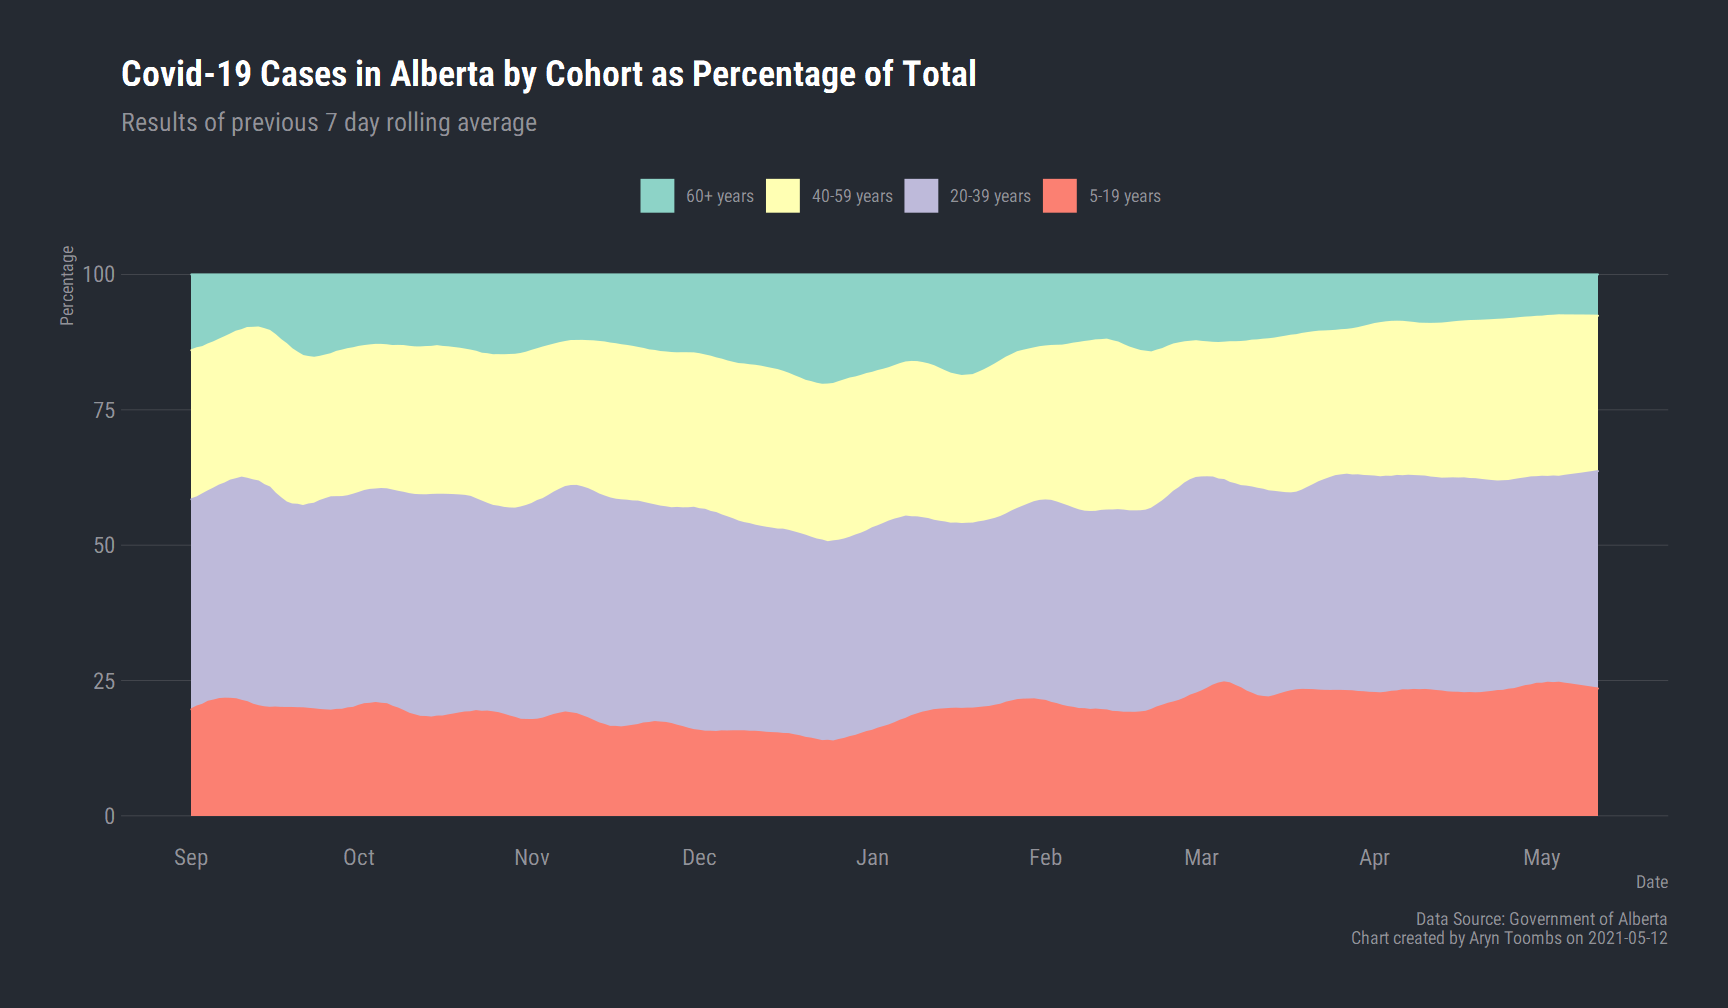 Covid-19 Cases in Alberta by Cohort as Percentage of Total
Results of previous 7 day rolling average
60+ years 40-59 years 20-39 years 5-19 years
Percentage
100
75
50
25
0
Sep Oct Nov Dec Jan Feb Mar Apr May
Date
Data Source: Government of Alberta
Chart created by Aryn Toombs on 2021-05-12